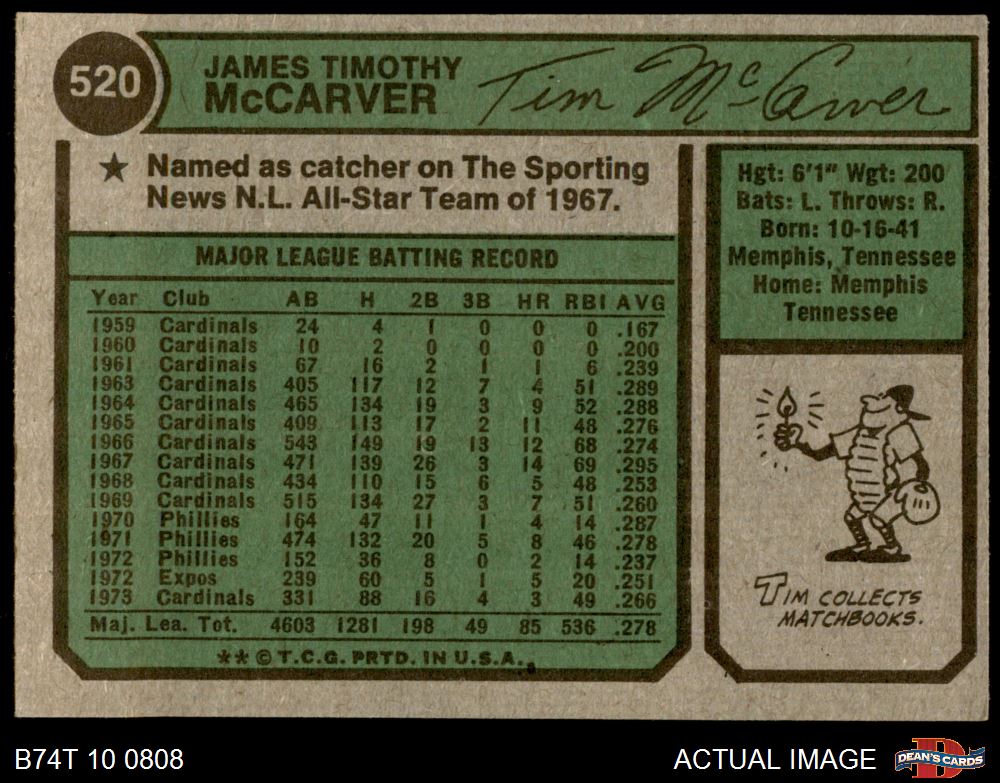 520
JAMES TIMOTHY
McCARVER
Tim McCarver
★ Named as catcher on The Sporting
News N.L. All-Star Team of 1967.
MAJOR LEAGUE BATTING RECORD
Year Club AB H 2B 3B HR RBI AVG
1959 Cardinals 24 4 1 0 0 0 .167
1960 Cardinals 10 2 0 0 0 0 .200
1961 Cardinals 67 16 2 1 1 6 .239
1963 Cardinals 405 117 12 7 4 51 .289
1964 Cardinals 465 134 19 3 9 52 .288
1965 Cardinals 409 113 17 2 11 48 .276
1966 Cardinals 543 149 19 13 12 68 .274
1967 Cardinals 471 139 26 3 14 69 .295
1968 Cardinals 434 110 15 6 5 48 .253
1969 Cardinals 515 134 27 3 7 51 .260
1970 Phillies 164 47 11 1 4 14 .287
1971 Phillies 474 132 20 5 8 46 .278
1972 Phillies 152 36 8 0 2 14 .237
1972 Expos 239 60 5 1 5 20 .251
1973 Cardinals 331 88 16 4 3 49 .266
Maj. Lea. Tot. 4603 1281 198 49 85 536 .278
** © T.C.G. PRTD. IN U.S.A.
Hgt: 6'1" Wgt: 200
Bats: L. Throws: R.
Born: 10-16-41
Memphis, Tennessee
Home: Memphis
Tennessee
TIM COLLECTS
MATCHBOOKS.
B74T 10 0808
ACTUAL IMAGE
D
DEAN'S CARDS